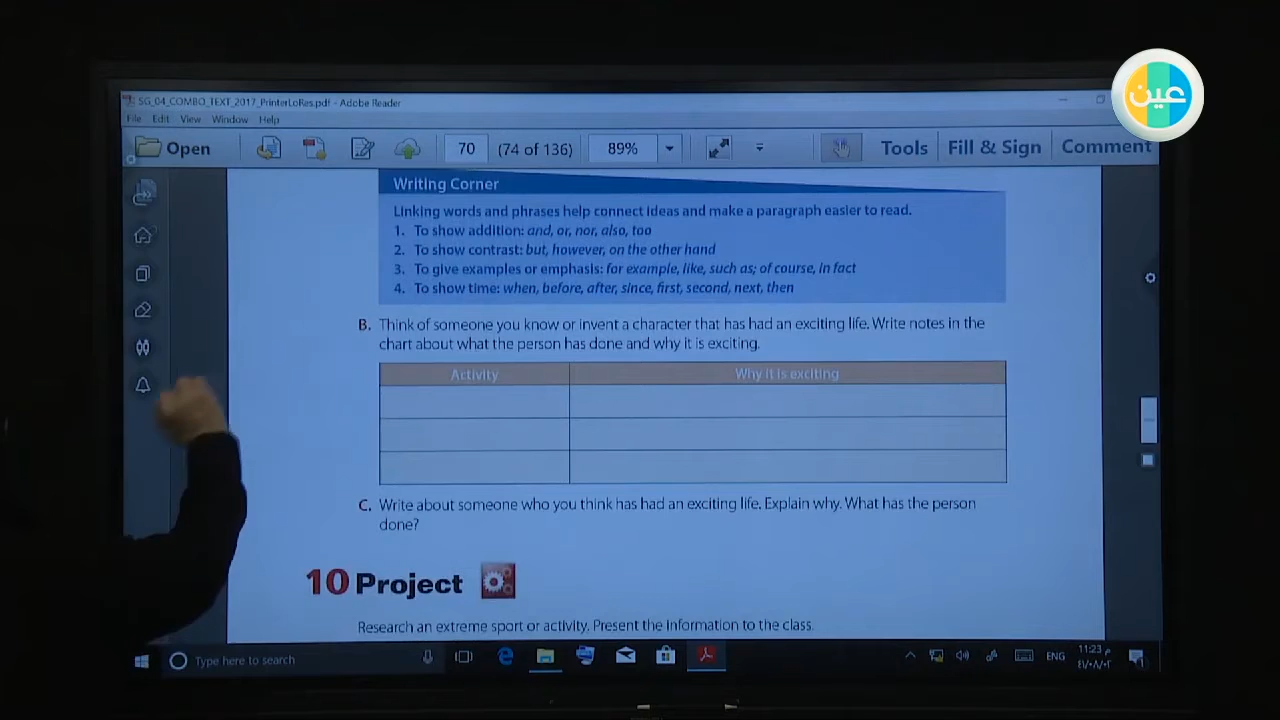 عين
SG_04_COMBO_TEXT_2017_PrinterLoRes.pdf - Adobe Reader
File Edit View Window Help
Open 70 (74 of 136) 89% Tools Fill & Sign Comment
Writing Corner
Linking words and phrases help connect ideas and make a paragraph easier to read.
1. To show addition: and, or, nor, also, too
2. To show contrast: but, however, on the other hand
3. To give examples or emphasis: for example, like, such as; of course, in fact
4. To show time: when, before, after, since, first, second, next, then
B. Think of someone you know or invent a character that has had an exciting life. Write notes in the
chart about what the person has done and why it is exciting.
Activity Why it is exciting
C. Write about someone who you think has had an exciting life. Explain why. What has the person
done?
10 Project
Research an extreme sport or activity. Present the information to the class.
Type here to search ENG 11:23 م